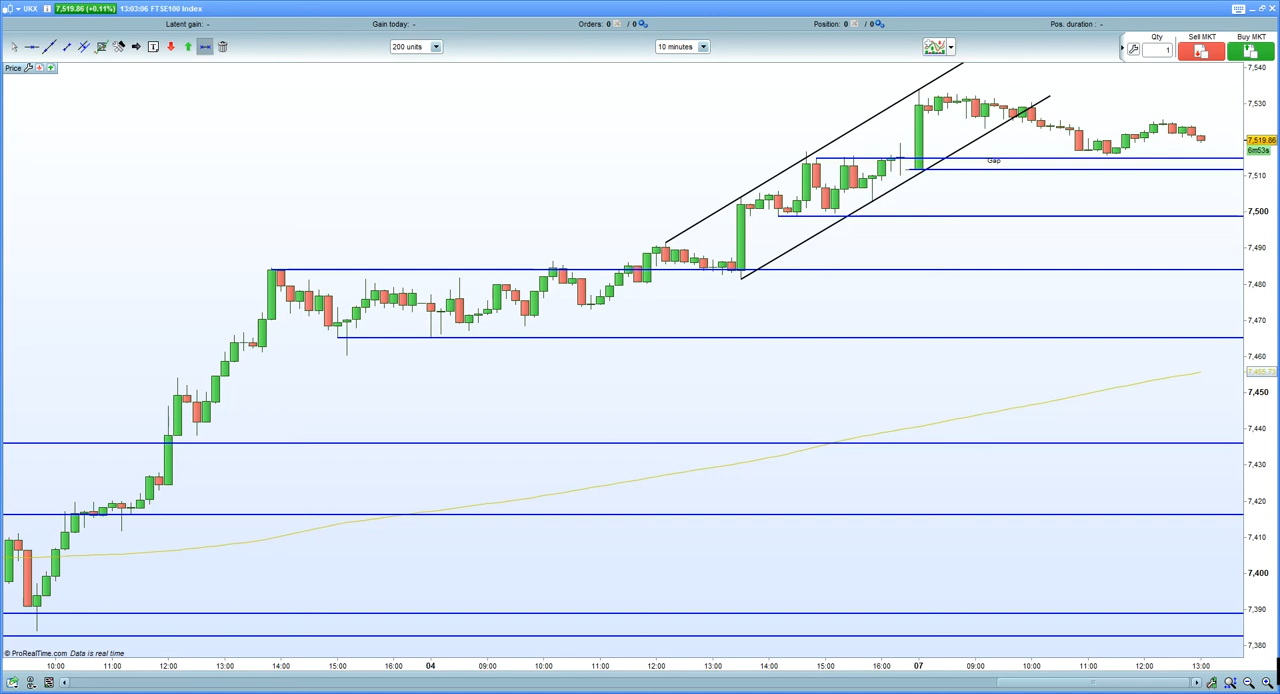 UKX 7,519.86 (+0.11%) 13:03:06 FTSE100 Index
Latent gain: - Gain today: - Orders: 0 / 0 Position: 0 / 0 Pos. duration : -
200 units 10 minutes Qty 1 Sell MKT Buy MKT
Price
7,540
7,530
7,519.86
6m53s
Gap
7,510
7,500
7,490
7,480
7,470
7,460
7,455.73
7,450
7,440
7,430
7,420
7,410
7,400
7,390
7,380
© ProRealTime.com Data is real time
10:00 11:00 12:00 13:00 14:00 15:00 04 09:00 10:00 11:00 12:00 13:00 14:00 15:00 16:00 07 09:00 10:00 11:00 12:00 13:00